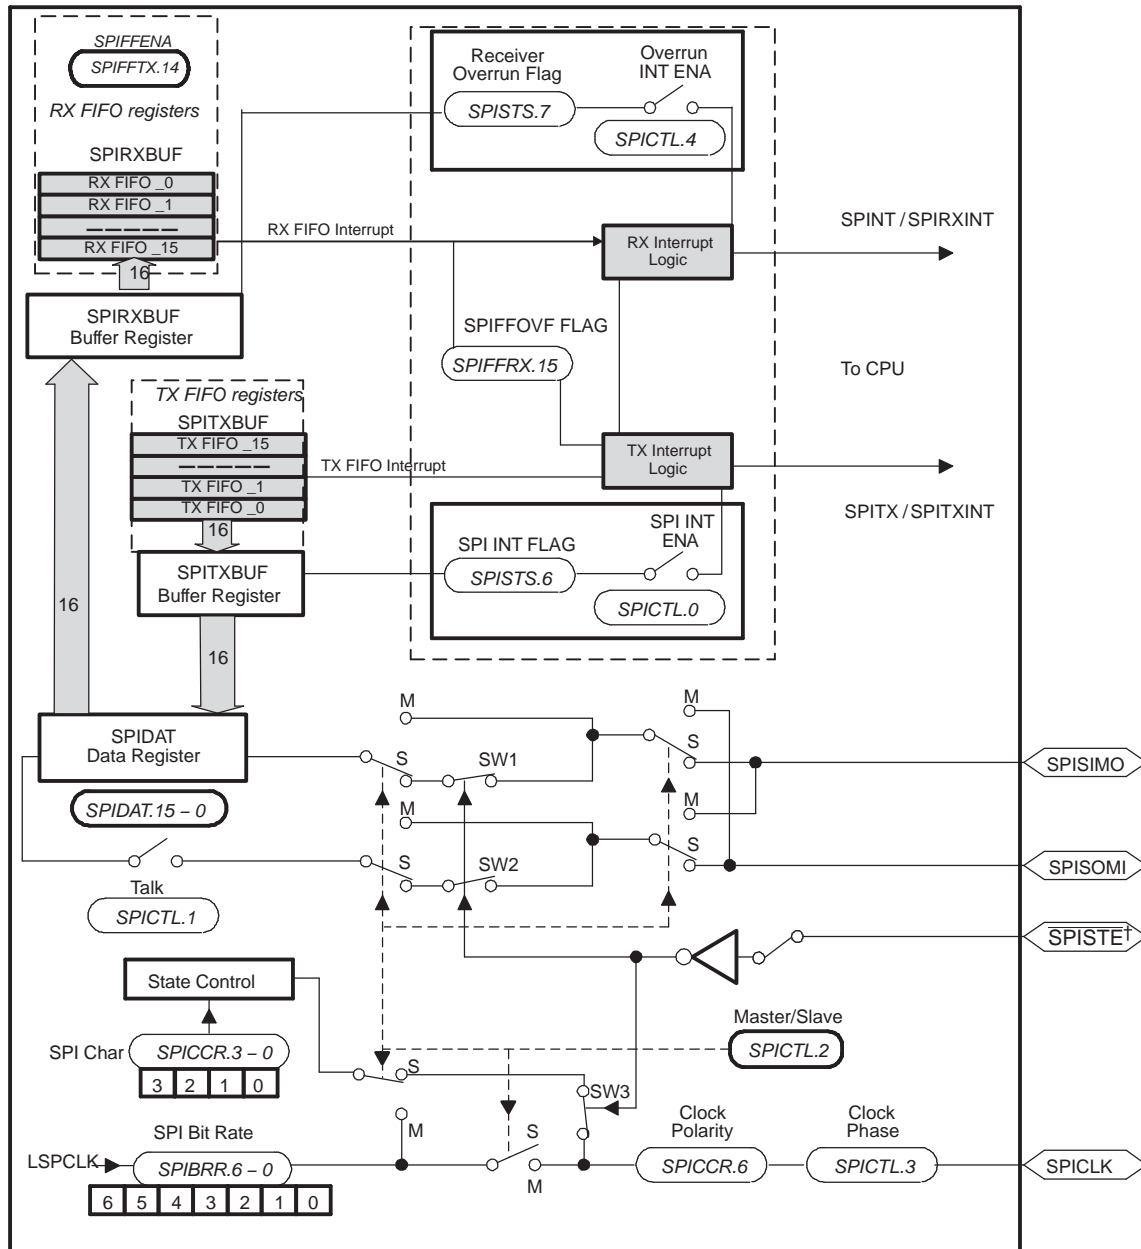 SPIFFENA
SPIFFTX.14
RX FIFO registers
SPIRXBUF
RX FIFO _0
RX FIFO _1
– – – – –
RX FIFO _15
16
SPIRXBUF
Buffer Register
RX FIFO Interrupt
Receiver
Overrun Flag
SPISTS.7
Overrun
INT ENA
SPICTL.4
RX Interrupt
Logic
SPINT / SPIRXINT
SPIFFOVF FLAG
SPIFFRX.15
To CPU
TX FIFO registers
SPITXBUF
TX FIFO _15
– – – – –
TX FIFO _1
TX FIFO _0
16
TX FIFO Interrupt
TX Interrupt
Logic
SPITX / SPITXINT
SPITXBUF
Buffer Register
SPI INT FLAG
SPISTS.6
SPI INT
ENA
SPICTL.0
16
16
SPIDAT
Data Register
SPIDAT.15 – 0
M
S
SW1
M
S
SPISIMO
M
S
SW2
M
S
SPISOMI
Talk
SPICTL.1
SPISTE†
State Control
Master/Slave
SPICTL.2
SPI Char
SPICCR.3 – 0
3 2 1 0
S
M
SW3
SPI Bit Rate
LSPCLK
SPIBRR.6 – 0
6 5 4 3 2 1 0
S
M
Clock
Polarity
SPICCR.6
Clock
Phase
SPICTL.3
SPICLK